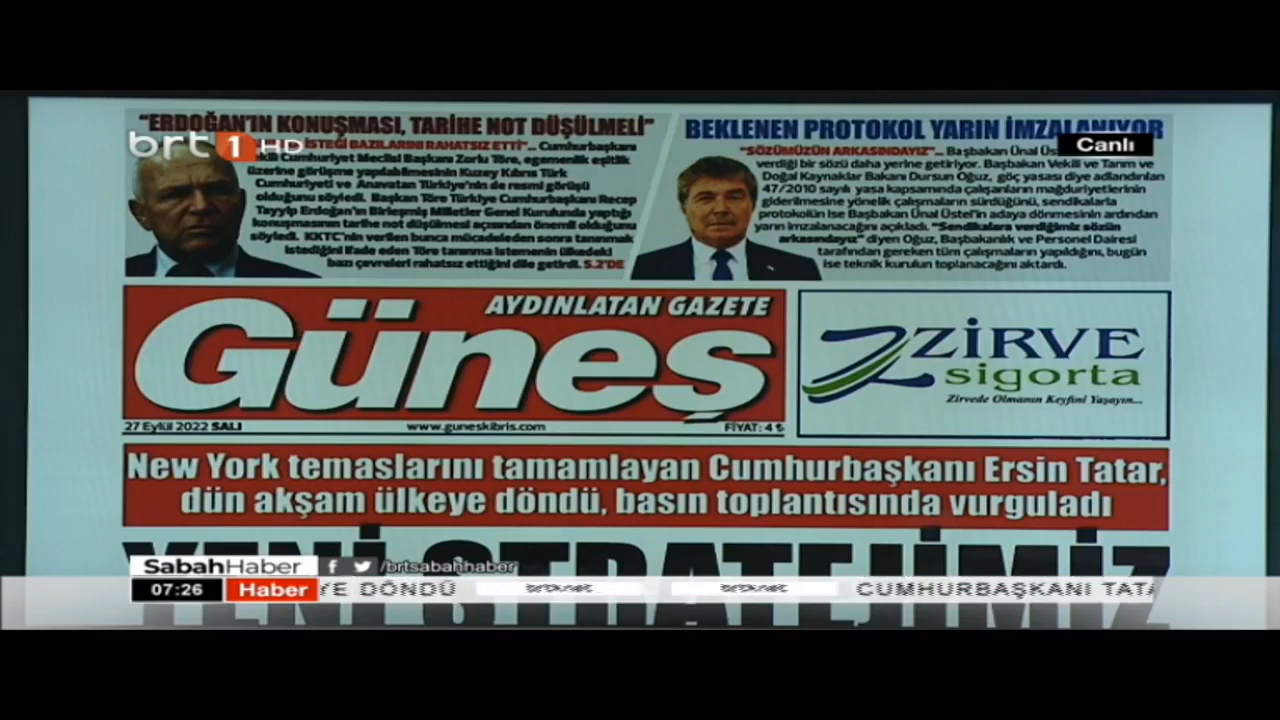 "ERDOĞAN'IN KONUŞMASI, TARİHE NOT DÜŞÜLMELİ"
brt 1 HD
İSTEĞİ BAZILARINI RAHATSIZ ETTİ"... Cumhurbaşkanı
Vekili Cumhuriyet Meclisi Başkanı Zorlu Töre, egemenlik eşitlik
üzerine görüşme yapılabilmesinin Kuzey Kıbrıs Türk
Cumhuriyeti ve Anavatan Türkiye'nin de resmi görüşü
olduğunu söyledi. Başkan Töre Türkiye Cumhurbaşkanı Recep
Tayyip Erdoğan'ın Birleşmiş Milletler Genel Kurulunda yaptığı
konuşmasının tarihe not düşülmesi açısından önemli olduğunu
söyledi. KKTC'nin verilen bunca mücadeleden sonra tanınmak
istediğini ifade eden Töre tanınma istemenin ülkedeki
bazı çevreleri rahatsız ettiğini dile getirdi. S.2'DE
BEKLENEN PROTOKOL YARIN İMZALANIYOR
Canlı
"SÖZÜMÜZÜN ARKASINDAYIZ"... Başbakan Ünal Üs
verdiği bir sözü daha yerine getiriyor. Başbakan Vekili ve Tarım ve
Doğal Kaynaklar Bakanı Dursun Oğuz, göç yasası diye adlandırılan
47/2010 sayılı yasa kapsamında çalışanların mağduriyetlerinin
giderilmesine yönelik çalışmaların sürdüğünü, sendikalarla
protokolün ise Başbakan Ünal Üstel'in adaya dönmesinin ardından
yarın imzalanacağını açıkladı. "Sendikalara verdiğimiz sözün
arkasındayız" diyen Oğuz, Başbakanlık ve Personel Dairesi
tarafından gereken tüm çalışmaların yapıldığını, bugün
ise teknik kurulun toplanacağını aktardı.
AYDINLATAN GAZETE
Güneş
27 Eylül 2022 SALI www.guneskibris.com FİYAT: 4 ₺
ZİRVE
sigorta
Zirvede Olmanın Keyfini Yaşayın...
New York temaslarını tamamlayan Cumhurbaşkanı Ersin Tatar,
dün akşam ülkeye döndü, basın toplantısında vurguladı
YENİ STRATEJİMİZ
SabahHaber /brtsabahhaber
07:26 Haber YE DÖNDÜ CUMHURBAŞKANI TATA